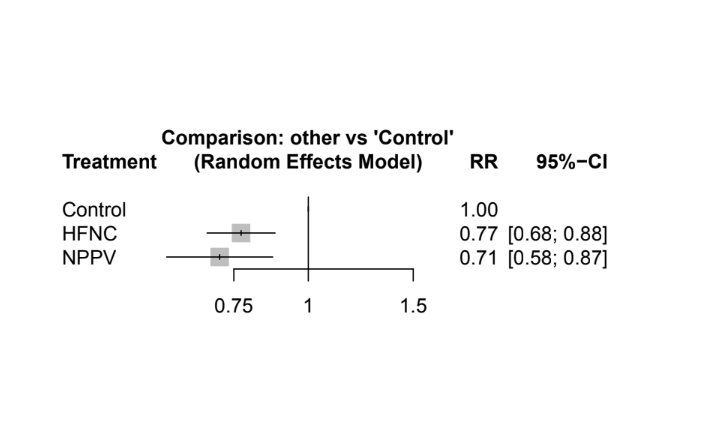 Comparison: other vs 'Control'
Treatment (Random Effects Model) RR 95%−CI
Control 1.00
HFNC 0.77 [0.68; 0.88]
NPPV 0.71 [0.58; 0.87]
0.75 1 1.5